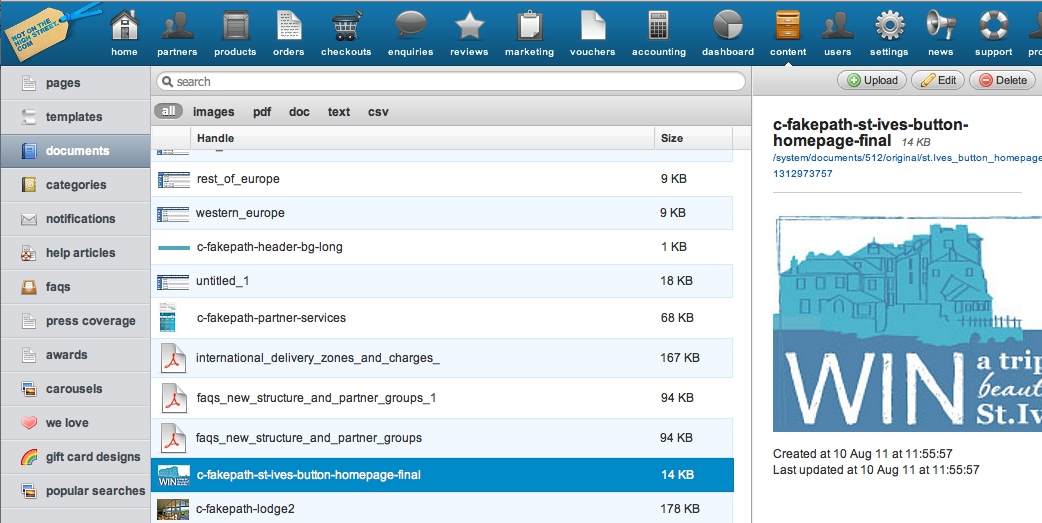 NOT ON THE
HIGH STREET.
COM
home
partners
products
orders
checkouts
enquiries
reviews
marketing
vouchers
accounting
dashboard
content
users
settings
news
support
pages
templates
documents
categories
notifications
help articles
faqs
press coverage
awards
carousels
we love
gift card designs
popular searches
search
all images pdf doc text csv
Handle Size
rest_of_europe 9 KB
western_europe 9 KB
c-fakepath-header-bg-long 1 KB
untitled_1 18 KB
c-fakepath-partner-services 68 KB
international_delivery_zones_and_charges_ 167 KB
faqs_new_structure_and_partner_groups_1 94 KB
faqs_new_structure_and_partner_groups 94 KB
WIN
c-fakepath-st-ives-button-homepage-final 14 KB
c-fakepath-lodge2 178 KB
Upload Edit Delete
c-fakepath-st-ives-button-
homepage-final 14 KB
/system/documents/512/original/st.Ives_button_homepage
1312973757
WIN
a trip
beaut
St.Iv
Created at 10 Aug 11 at 11:55:57
Last updated at 10 Aug 11 at 11:55:57